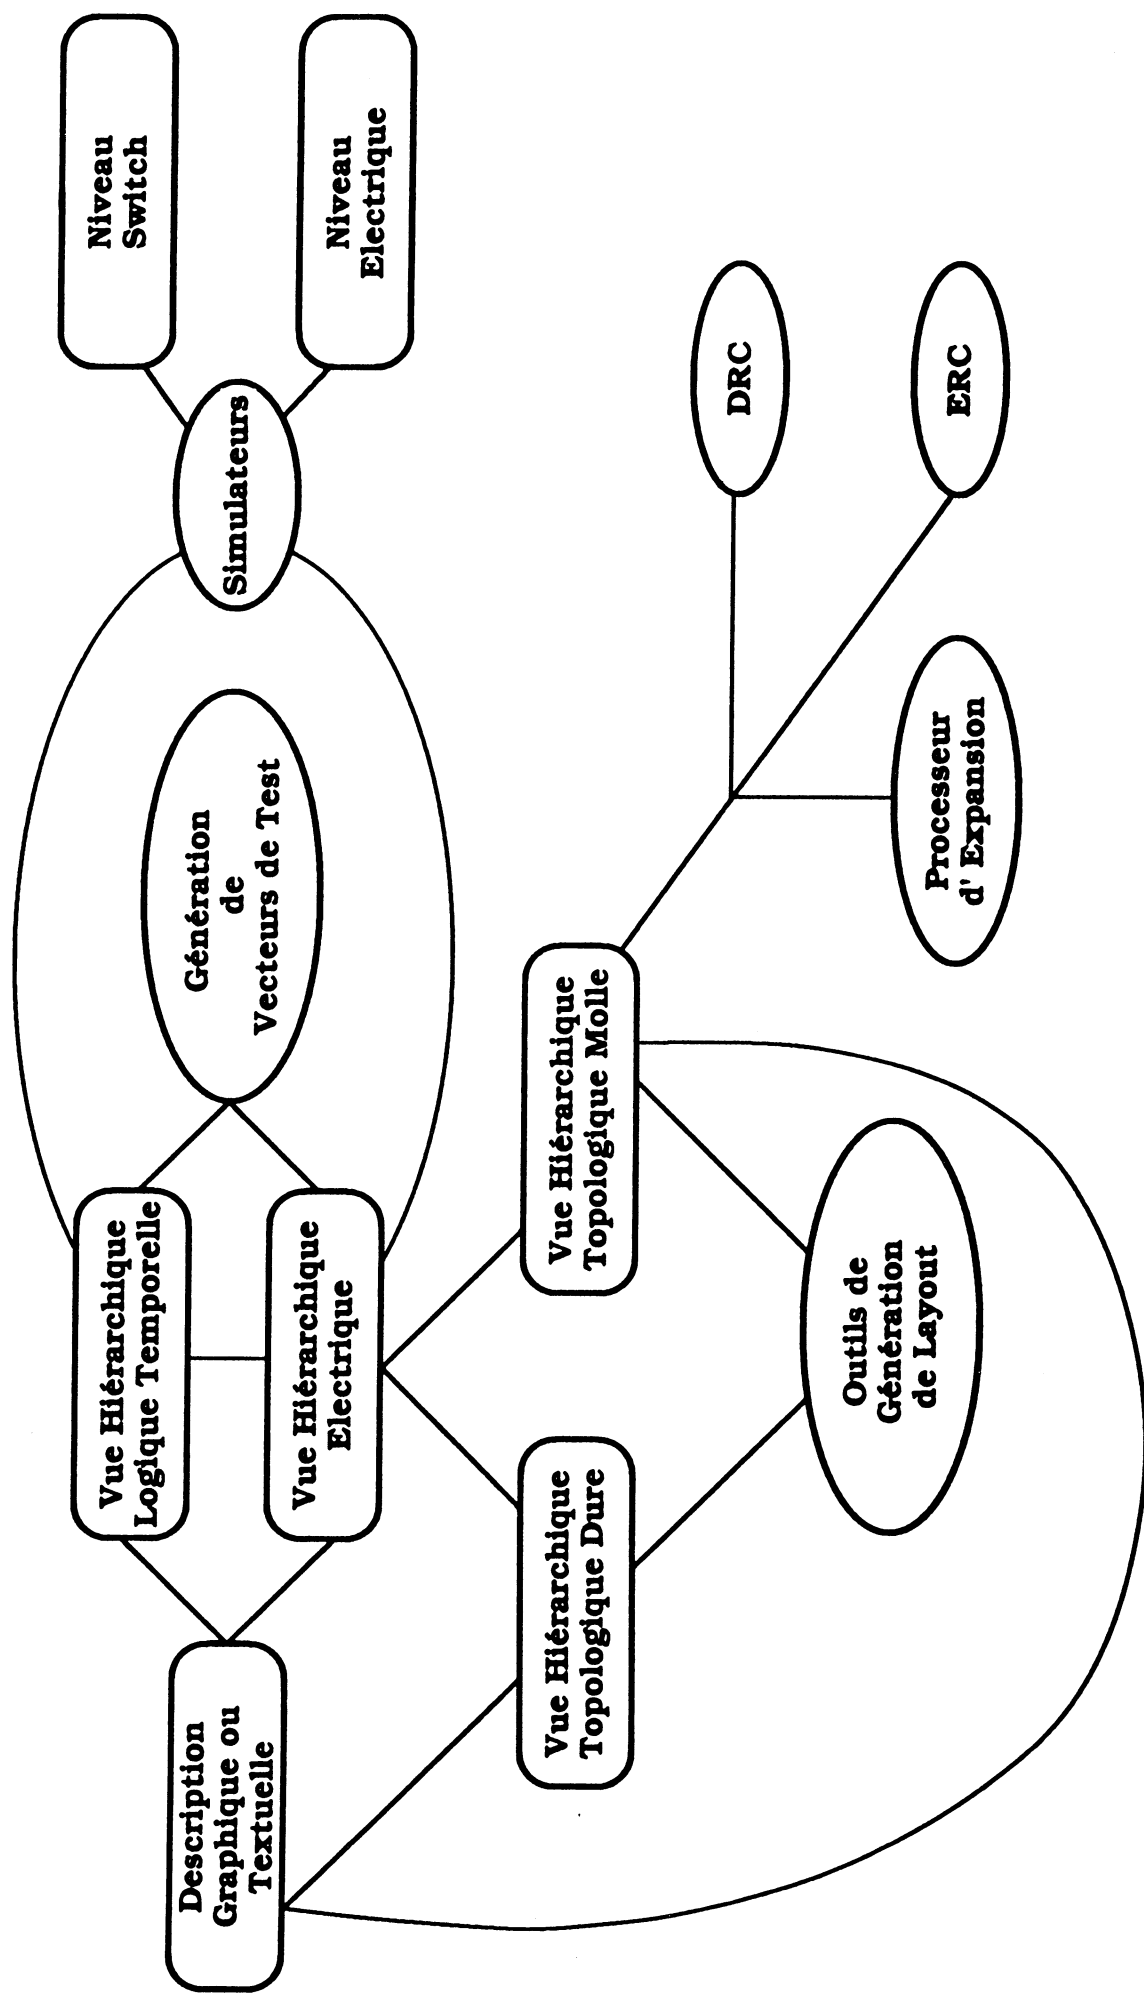 Description
Graphique ou
Textuelle
Vue Hiérarchique
Logique Temporelle
Vue Hiérarchique
Electrique
Génération
de
Vecteurs de Test
Simulateurs
Niveau
Switch
Niveau
Electrique
Vue Hiérarchique
Topologique Dure
Vue Hiérarchique
Topologique Molle
Outils de
Génération
de Layout
Processeur
d' Expansion
DRC
ERC